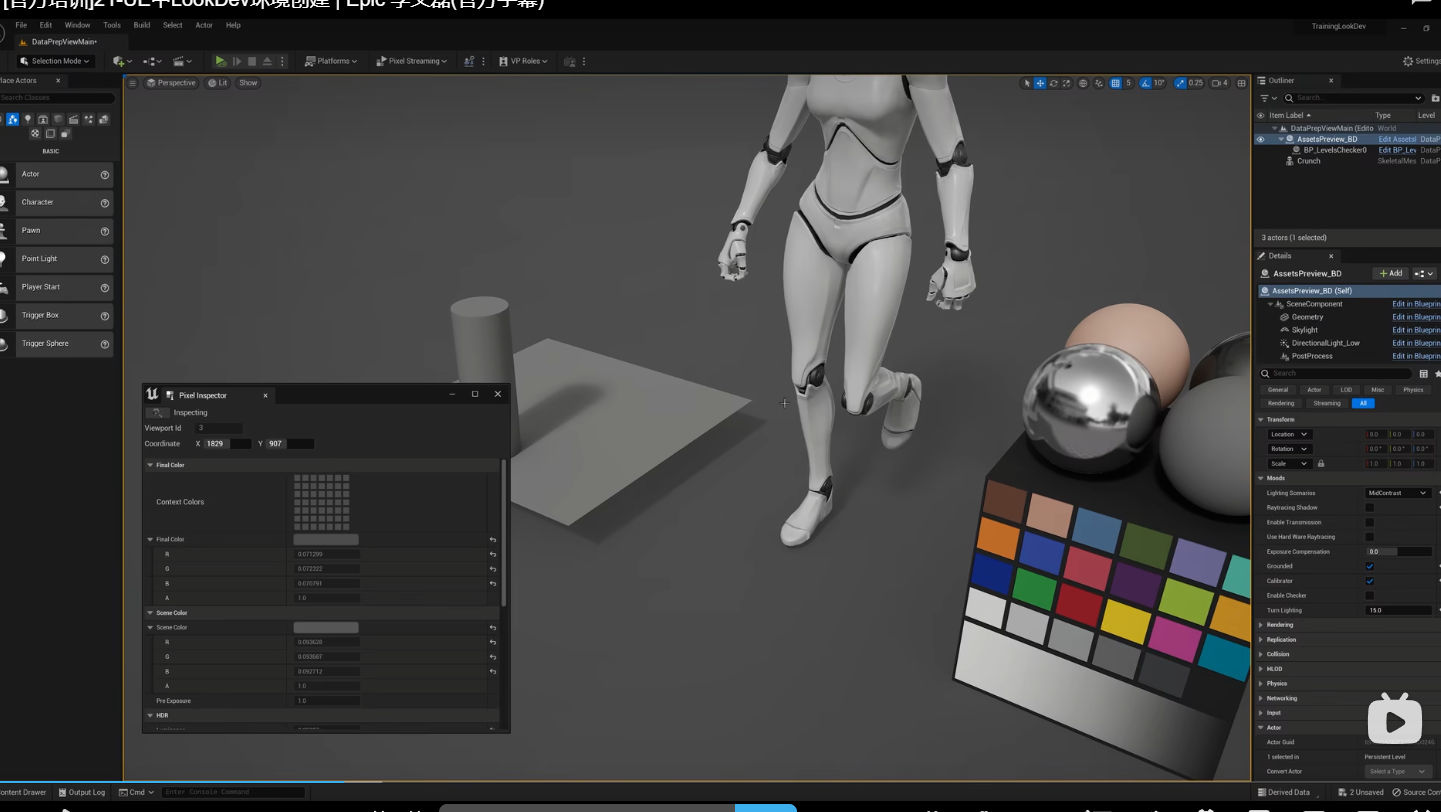 [官方培训]21-UE中LookDev环境创建 | Epic 李文磊(官方字幕)
File Edit Window Tools Build Select Actor Help
TrainingLookDev
DataPrepViewMain*
Selection Mode Platforms Pixel Streaming VP Roles Settings
Place Actors
Search Classes
BASIC
Actor
Character
Pawn
Point Light
Player Start
Trigger Box
Trigger Sphere
Perspective Lit Show
5 10° 0.25 4
Pixel Inspector
Inspecting
Viewport Id 3
Coordinate X 1829 Y 907
Final Color
Context Colors
Final Color
R 0.071299
G 0.072222
B 0.070791
A 1.0
Scene Color
Scene Color
R 0.093628
G 0.093667
B 0.092712
A 1.0
Pre Exposure 1.0
HDR
Outliner
Search...
Item Label Type Level
DataPrepViewMain (Edito World
AssetsPreview_BD Edit Assets DataP
BP_LevelsChecker0 Edit BP_Lev DataP
Crunch SkeletalMes DataP
3 actors (1 selected)
Details
AssetsPreview_BD + Add
AssetsPreview_BD (Self)
SceneComponent Edit in Blueprin
Geometry Edit in Blueprin
Skylight Edit in Blueprin
DirectionalLight_Low Edit in Blueprin
PostProcess Edit in Blueprin
Search
General Actor LOD Misc Physics
Rendering Streaming All
Transform
Location 0.0 0.0 0.0
Rotation 0.0° 0.0° 0.0°
Scale 1.0 1.0 1.0
Moods
Lighting Scenarios MidContrast
Raytracing Shadow
Enable Transmission
Use Hard Ware Raytracing
Exposure Compensation 0.0
Grounded
Calibrator
Enable Checker
Turn Lighting 15.0
Rendering
Replication
Collision
HLOD
Physics
Networking
Input
Actor
Actor Guid
1 selected in Persistent Level
Convert Actor Select a Type
Content Drawer Output Log Cmd Enter Console Command
Derived Data 2 Unsaved Source Cont